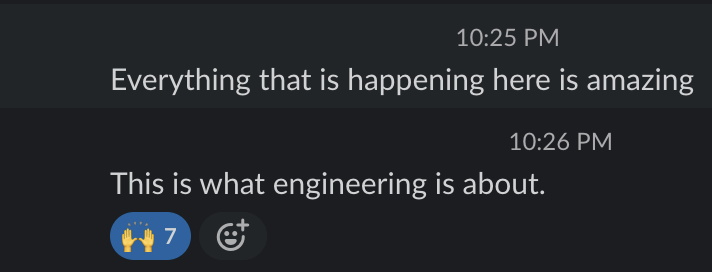 10:25 PM
Everything that is happening here is amazing
10:26 PM
This is what engineering is about.
🙌 7